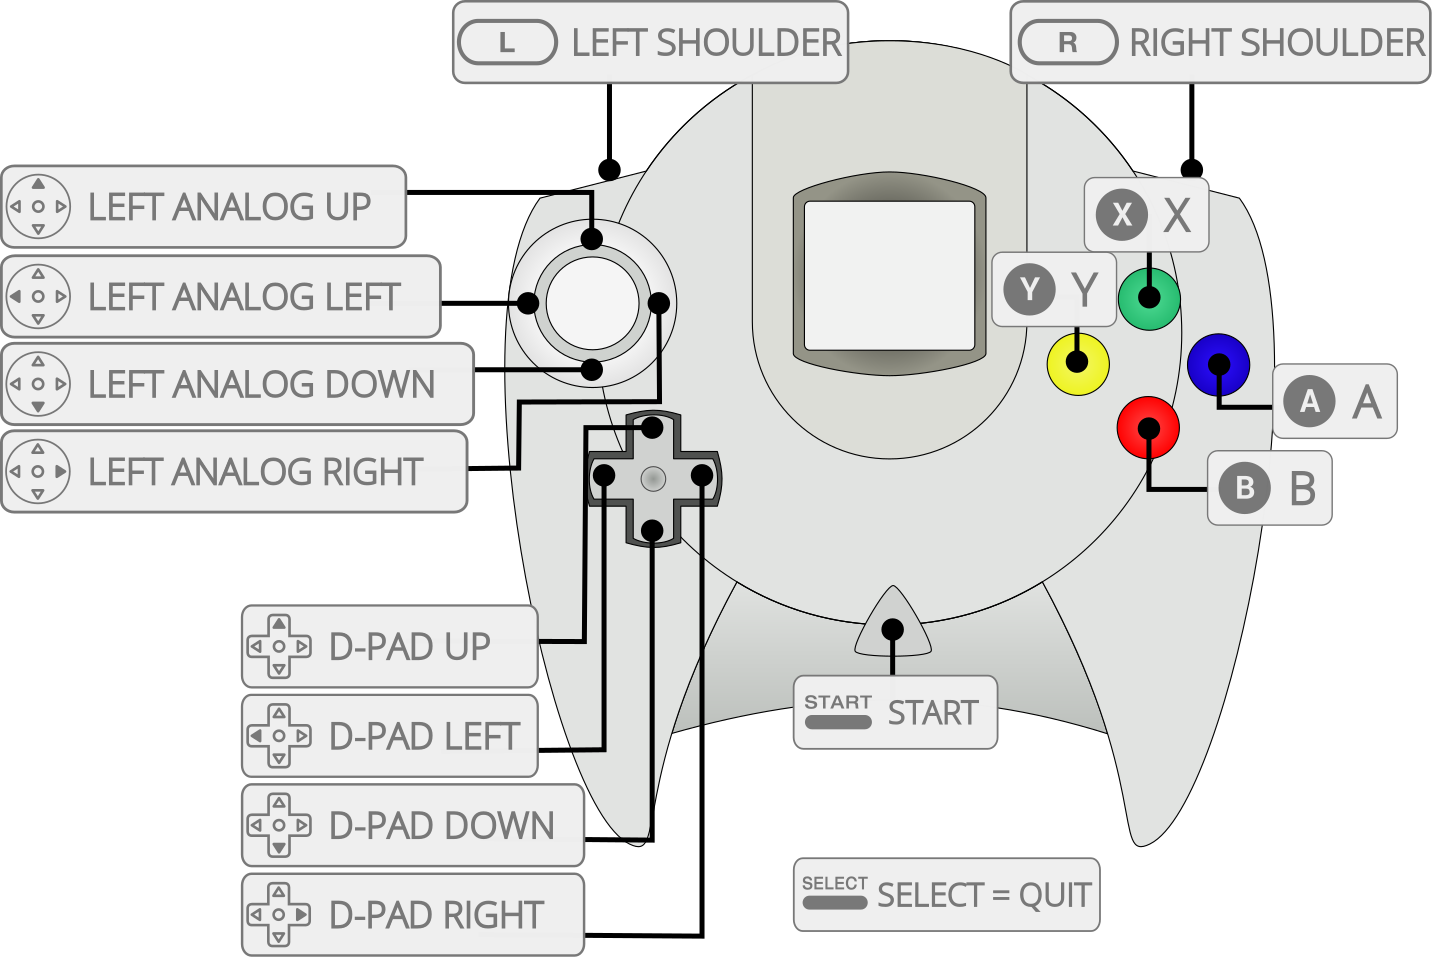 L LEFT SHOULDER
R RIGHT SHOULDER
LEFT ANALOG UP
X X
LEFT ANALOG LEFT
Y Y
LEFT ANALOG DOWN
A A
LEFT ANALOG RIGHT
B B
D-PAD UP
START START
D-PAD LEFT
D-PAD DOWN
SELECT SELECT = QUIT
D-PAD RIGHT